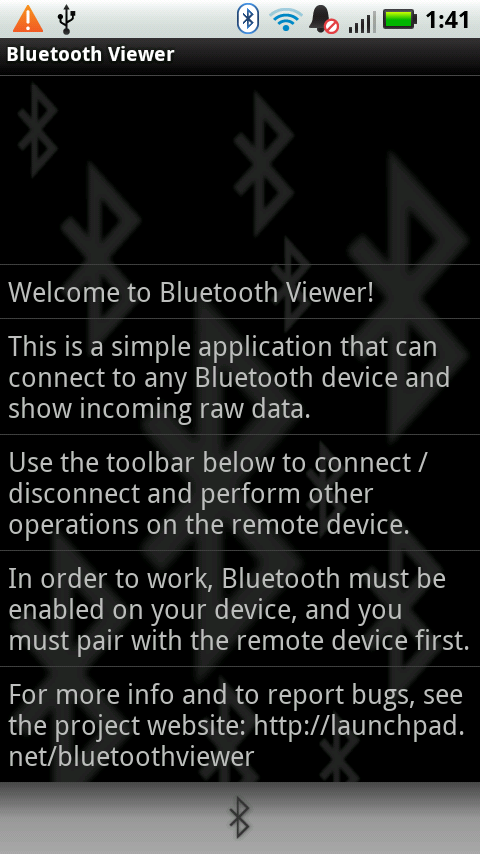 1:41
Bluetooth Viewer
Welcome to Bluetooth Viewer!
This is a simple application that can
connect to any Bluetooth device and
show incoming raw data.
Use the toolbar below to connect /
disconnect and perform other
operations on the remote device.
In order to work, Bluetooth must be
enabled on your device, and you
must pair with the remote device first.
For more info and to report bugs, see
the project website: http://launchpad.
net/bluetoothviewer